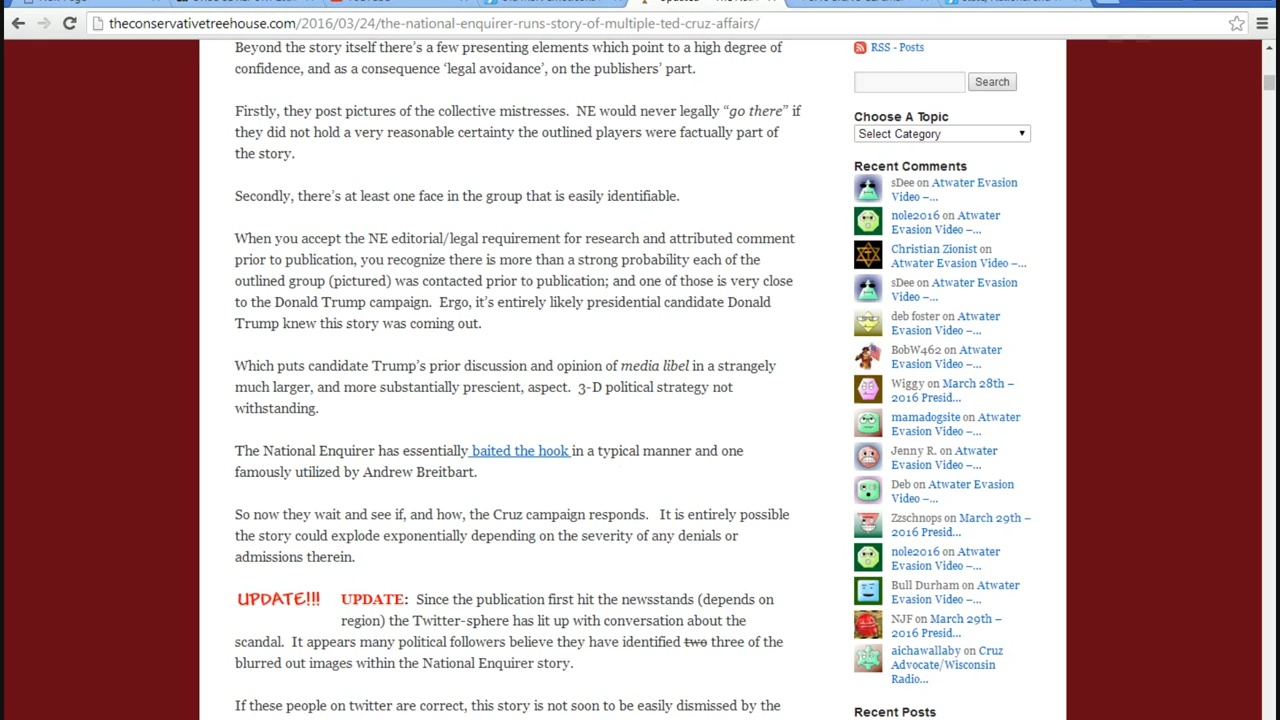 theconservativetreehouse.com/2016/03/24/the-national-enquirer-runs-story-of-multiple-ted-cruz-affairs/
Beyond the story itself there's a few presenting elements which point to a high degree of
confidence, and as a consequence 'legal avoidance', on the publishers' part.
Firstly, they post pictures of the collective mistresses.  NE would never legally “go there” if
they did not hold a very reasonable certainty the outlined players were factually part of
the story.
Secondly, there's at least one face in the group that is easily identifiable.
When you accept the NE editorial/legal requirement for research and attributed comment
prior to publication, you recognize there is more than a strong probability each of the
outlined group (pictured) was contacted prior to publication; and one of those is very close
to the Donald Trump campaign.  Ergo, it's entirely likely presidential candidate Donald
Trump knew this story was coming out.
Which puts candidate Trump's prior discussion and opinion of media libel in a strangely
much larger, and more substantially prescient, aspect.  3-D political strategy not
withstanding.
The National Enquirer has essentially baited the hook in a typical manner and one
famously utilized by Andrew Breitbart.
So now they wait and see if, and how, the Cruz campaign responds.   It is entirely possible
the story could explode exponentially depending on the severity of any denials or
admissions therein.
UPDATE!!! UPDATE:  Since the publication first hit the newsstands (depends on
region) the Twitter-sphere has lit up with conversation about the
scandal.  It appears many political followers believe they have identified two three of the
blurred out images within the National Enquirer story.
If these people on twitter are correct, this story is not soon to be easily dismissed by the
RSS - Posts
Search
Choose A Topic
Select Category
Recent Comments
sDee on Atwater Evasion
Video –...
nole2016 on Atwater
Evasion Video –...
Christian Zionist on
Atwater Evasion Video –...
sDee on Atwater Evasion
Video –...
deb foster on Atwater
Evasion Video –...
BobW462 on Atwater
Evasion Video –...
Wiggy on March 28th –
2016 Presid...
mamadogsite on Atwater
Evasion Video –...
Jenny R. on Atwater
Evasion Video –...
Deb on Atwater Evasion
Video –...
Zzschnops on March 29th –
2016 Presid...
nole2016 on Atwater
Evasion Video –...
Bull Durham on Atwater
Evasion Video –...
NJF on March 29th –
2016 Presid...
aichawallaby on Cruz
Advocate/Wisconsin
Radio...
Recent Posts